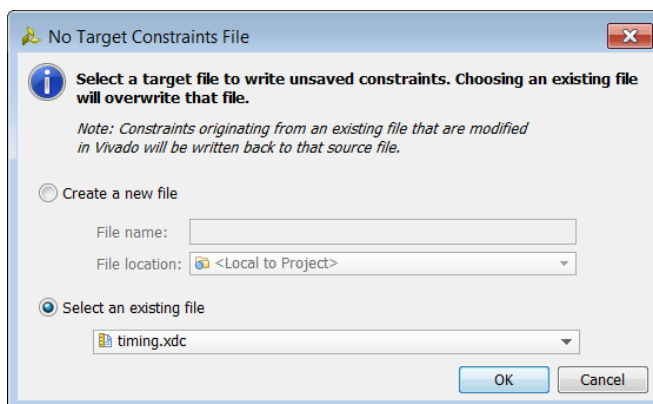 No Target Constraints File
Select a target file to write unsaved constraints. Choosing an existing file
will overwrite that file.
Note: Constraints originating from an existing file that are modified
in Vivado will be written back to that source file.
Create a new file
File name:
File location: <Local to Project>
Select an existing file
timing.xdc
OK Cancel